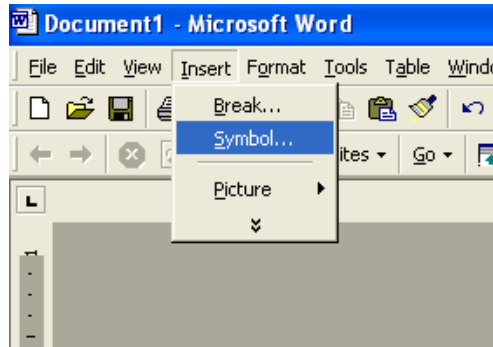 Document1 - Microsoft Word
File Edit View Insert Format Tools Table
Break...
Symbol...
ites Go
Picture